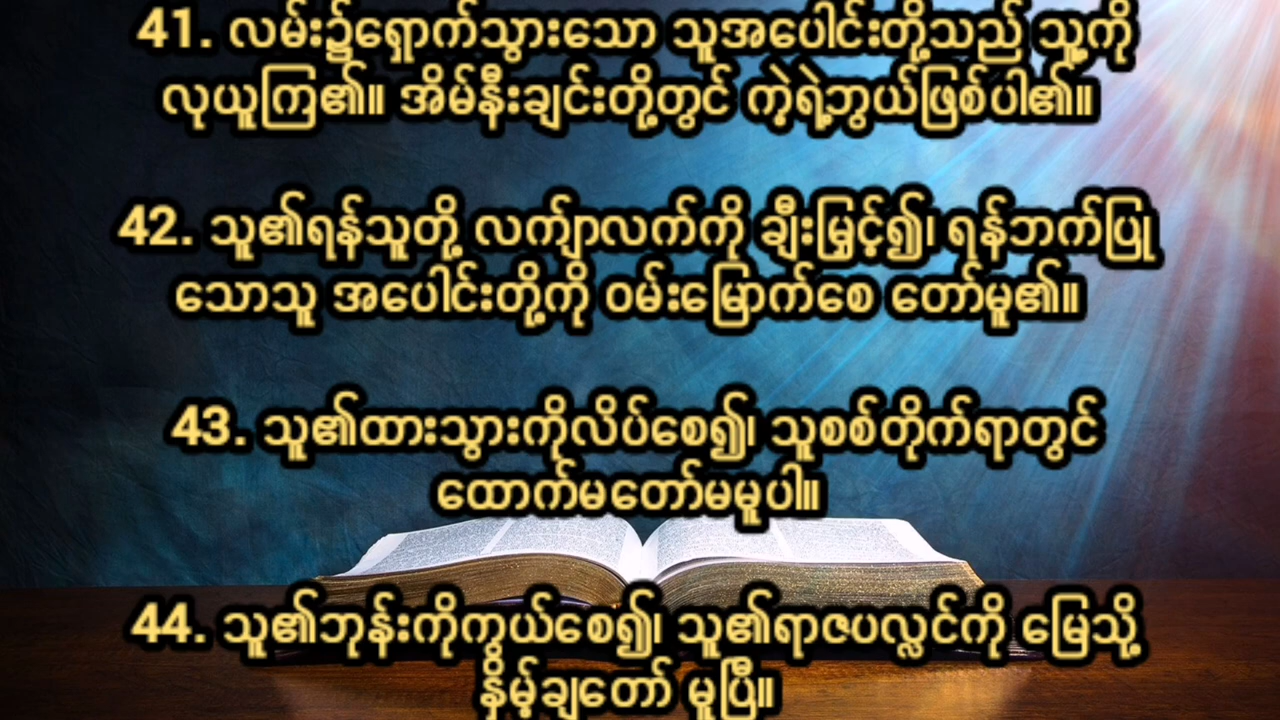 41. လမ်း၌ရှောက်သွားသော သူအပေါင်းတို့သည် သူ့ကို
လုယူကြ၏။ အိမ်နီးချင်းတို့တွင် ကဲ့ရဲ့ဘွယ်ဖြစ်ပါ၏။
42. သူ၏ရန်သူတို့ လက်ျာလက်ကို ချီးမြှင့်၍၊ ရန်ဘက်ပြု
သောသူ အပေါင်းတို့ကို ဝမ်းမြောက်စေ တော်မူ၏။
43. သူ၏ထားသွားကိုလိပ်စေ၍၊ သူစစ်တိုက်ရာတွင်
ထောက်မတော်မမူပါ။
44. သူ၏ဘုန်းကိုကွယ်စေ၍၊ သူ၏ရာဇပလ္လင်ကို မြေသို့
နှိမ့်ချတော် မူပြီ။